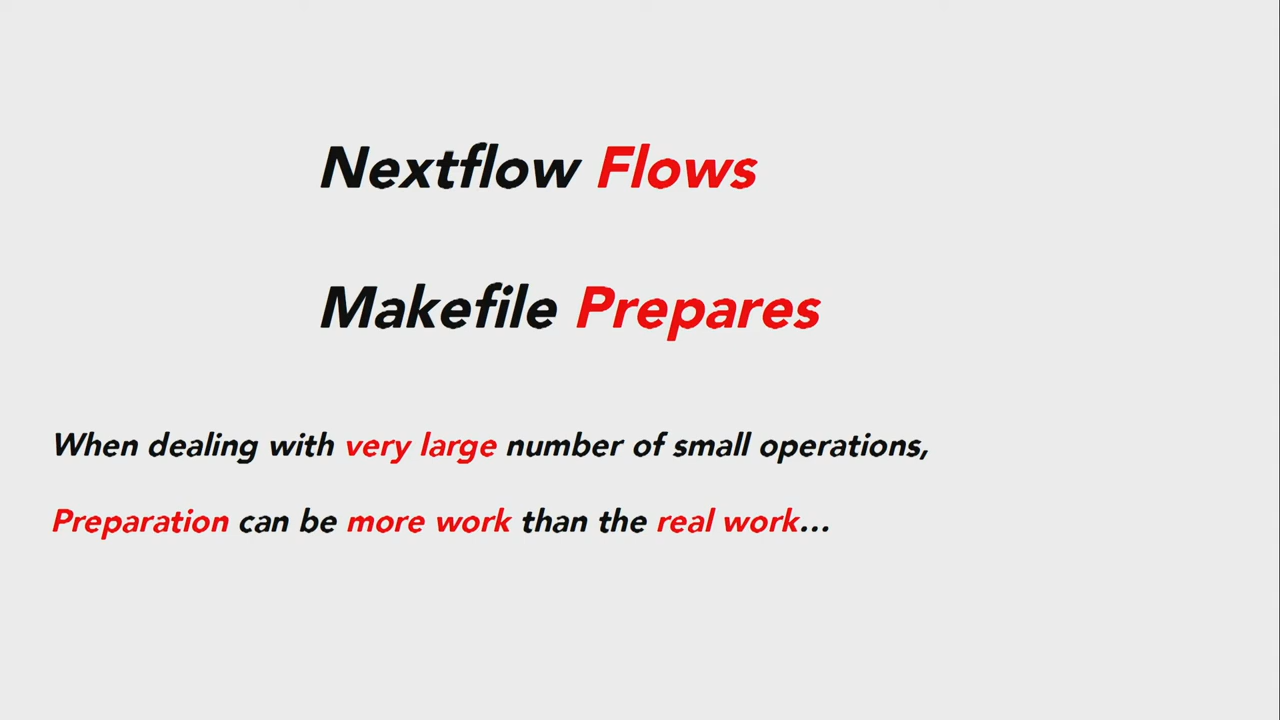 Nextflow Flows
Makefile Prepares
When dealing with very large number of small operations,
Preparation can be more work than the real work...